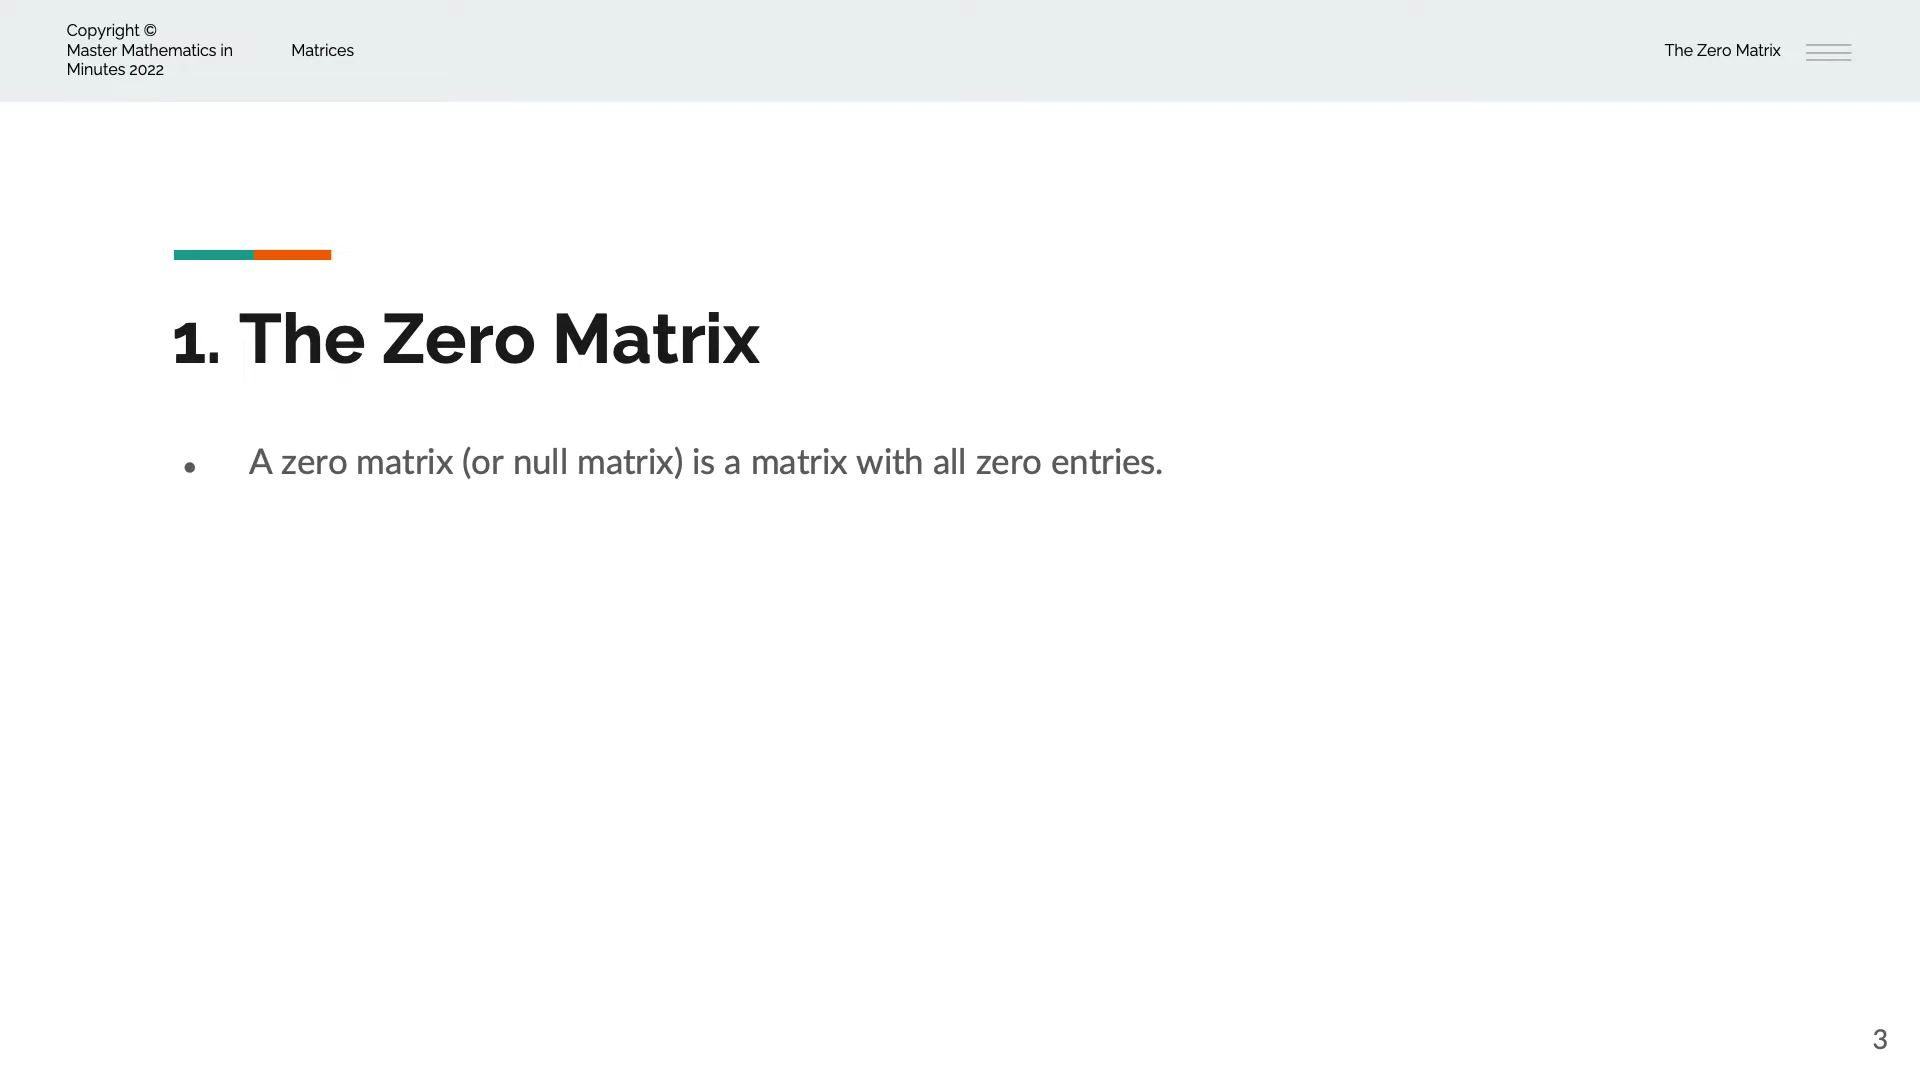 Copyright ©
Master Mathematics in
Minutes 2022
Matrices
The Zero Matrix
1. The Zero Matrix
● A zero matrix (or null matrix) is a matrix with all zero entries.
3